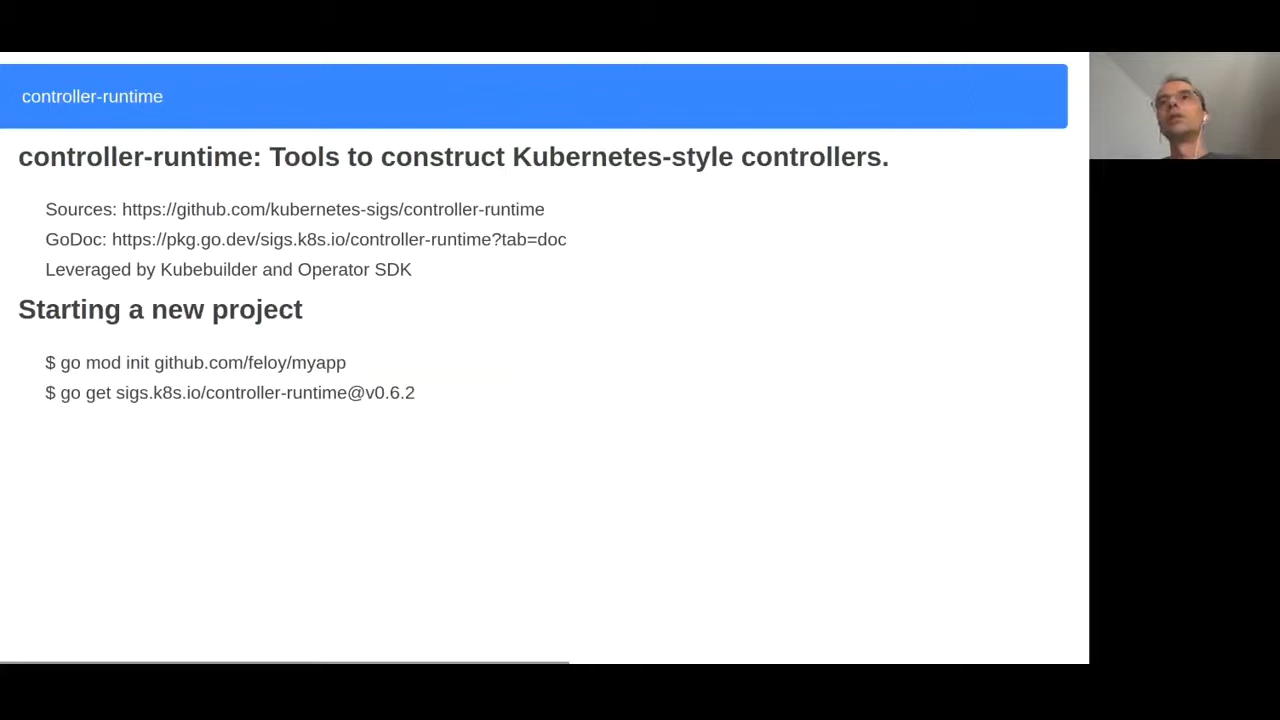 controller-runtime
controller-runtime: Tools to construct Kubernetes-style controllers.
Sources: https://github.com/kubernetes-sigs/controller-runtime
GoDoc: https://pkg.go.dev/sigs.k8s.io/controller-runtime?tab=doc
Leveraged by Kubebuilder and Operator SDK
Starting a new project
$ go mod init github.com/feloy/myapp
$ go get sigs.k8s.io/controller-runtime@v0.6.2